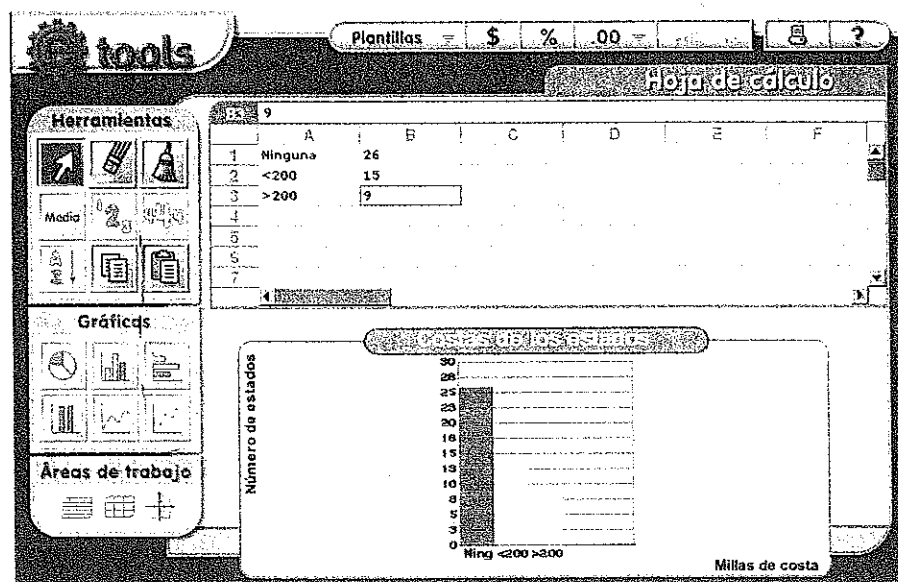 tools
Plantillas $ % .00 ?
Hoja de cálculo
Herramientas
B3 9
A B C D E F
1 Ninguna 26
2 <200 15
3 >200 9
4
5
6
7
Media
Gráficos
Áreas de trabajo
Costas de los estados
Número de estados
30
28
25
23
20
18
15
13
10
8
5
3
0
Ning <200 >200
Millas de costa